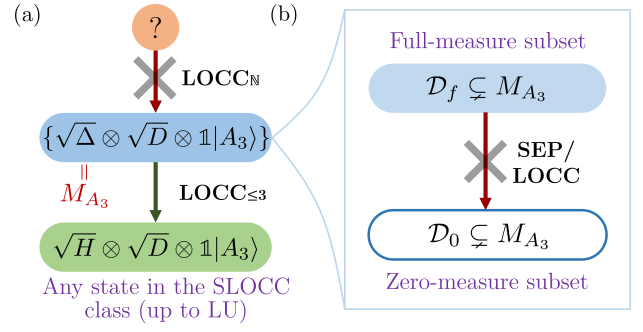 (a)
?
LOCC_ℕ
{√Δ ⊗ √D ⊗ 𝟙|A₃⟩}
=
M_{A₃}
LOCC_{≤3}
√H ⊗ √D ⊗ 𝟙|A₃⟩
Any state in the SLOCC
class (up to LU)
(b)
Full-measure subset
𝒟_f ⊊ M_{A₃}
SEP/
LOCC
𝒟₀ ⊊ M_{A₃}
Zero-measure subset